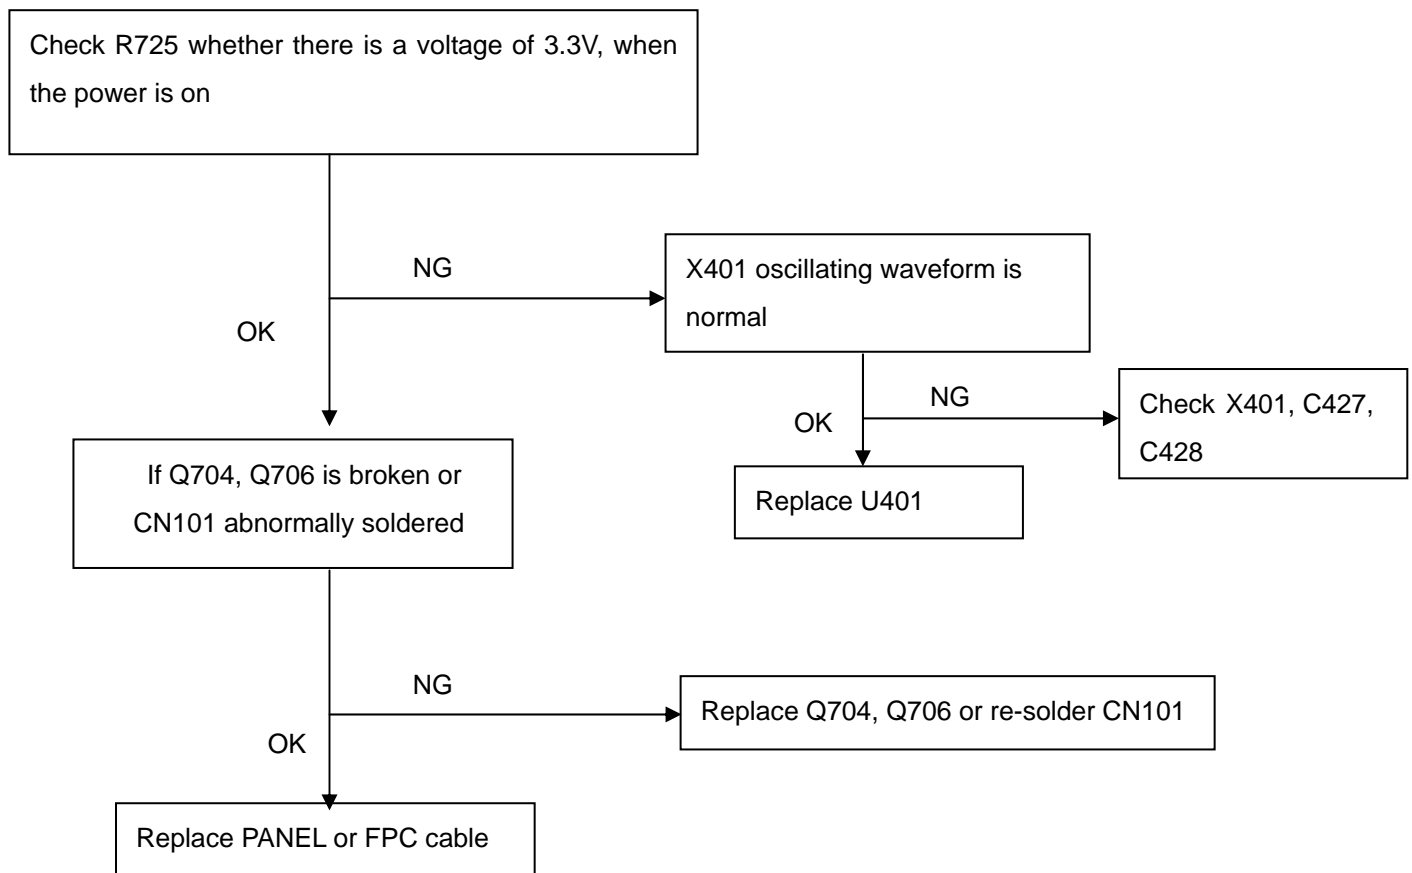 Check R725 whether there is a voltage of 3.3V, when
the power is on
NG
X401 oscillating waveform is
normal
OK
NG
Check X401, C427,
C428
OK
Replace U401
If Q704, Q706 is broken or
CN101 abnormally soldered
NG
Replace Q704, Q706 or re-solder CN101
OK
Replace PANEL or FPC cable